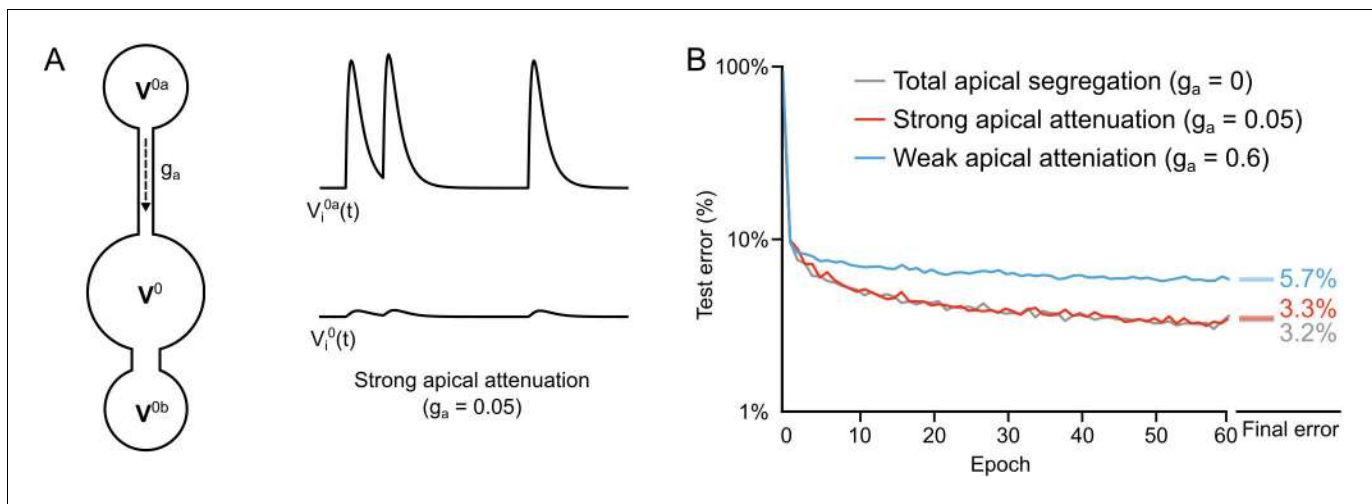 A
V0a
ga
V0
V0b
Vi0a(t)
Vi0(t)
Strong apical attenuation
(ga = 0.05)
B
Total apical segregation (ga = 0)
Strong apical attenuation (ga = 0.05)
Weak apical atteniation (ga = 0.6)
Test error (%)
100%
10%
1%
0
10
20
30
40
50
60
Epoch
5.7%
3.3%
3.2%
Final error